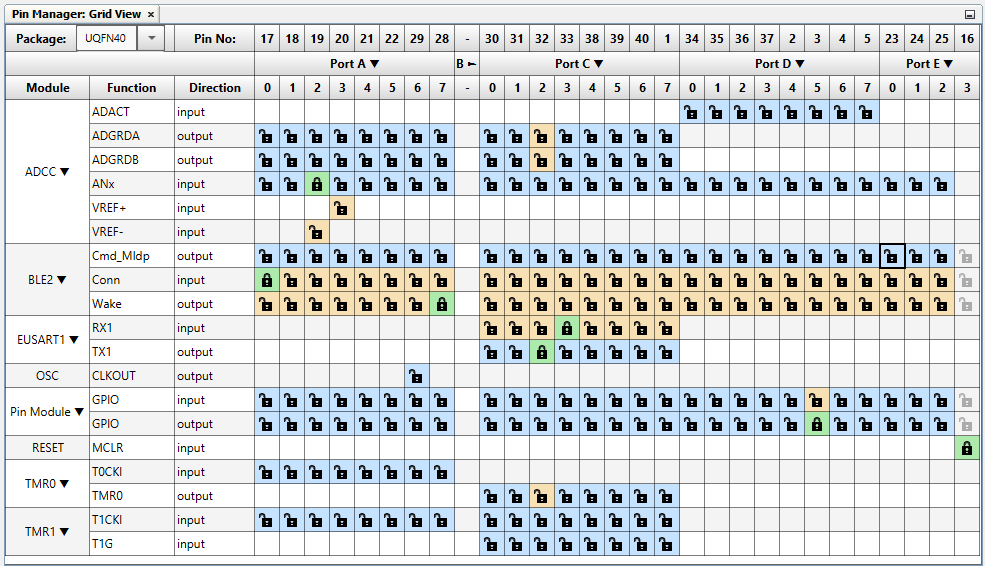 Pin Manager: Grid View ×
Package: UQFN40 Pin No: 17 18 19 20 21 22 29 28 - 30 31 32 33 38 39 40 1 34 35 36 37 2 3 4 5 23 24 25 16
Port A ▼ B Port C ▼ Port D ▼ Port E ▼
Module Function Direction 0 1 2 3 4 5 6 7 - 0 1 2 3 4 5 6 7 0 1 2 3 4 5 6 7 0 1 2 3
ADCC ▼
ADACT input
ADGRDA output
ADGRDB output
ANx input
VREF+ input
VREF- input
BLE2 ▼
Cmd_Mldp output
Conn input
Wake output
EUSART1 ▼
RX1 input
TX1 output
OSC CLKOUT output
Pin Module ▼
GPIO input
GPIO output
RESET MCLR input
TMR0 ▼
T0CKI input
TMR0 output
TMR1 ▼
T1CKI input
T1G input